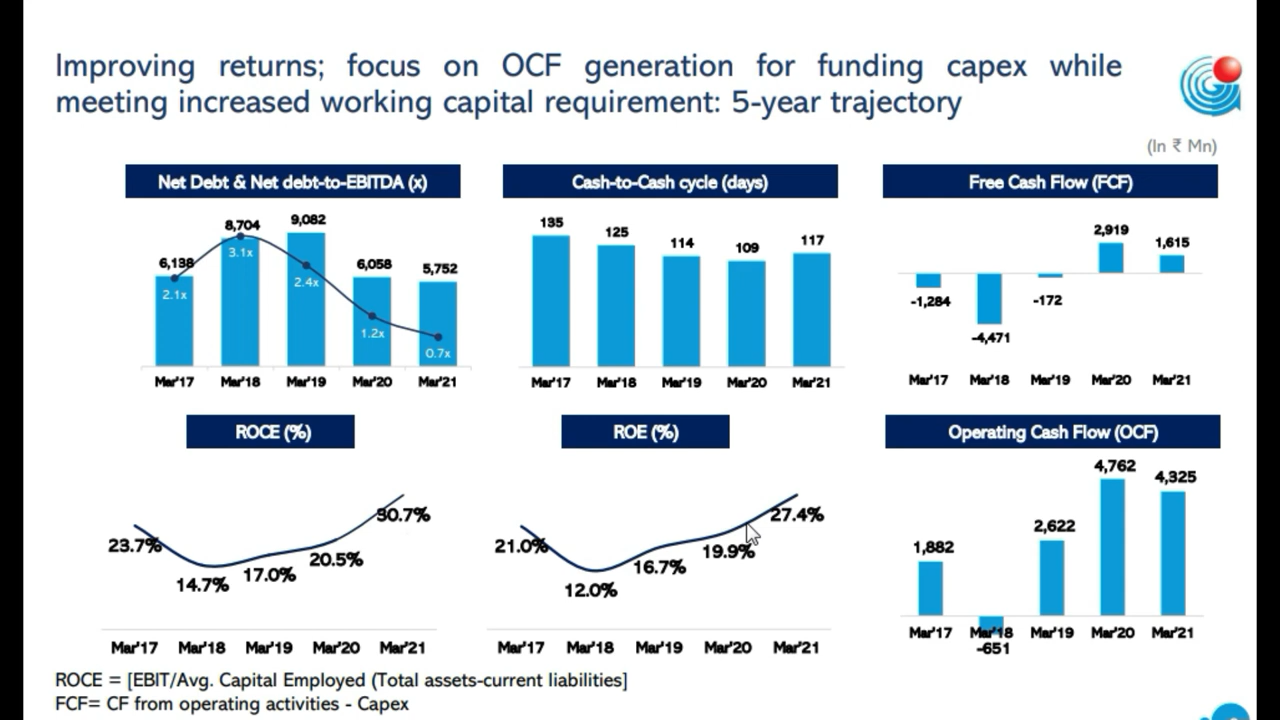 Improving returns; focus on OCF generation for funding capex while
meeting increased working capital requirement: 5-year trajectory
(In ₹ Mn)
Net Debt & Net debt-to-EBITDA (x)
6,138 8,704 9,082 6,058 5,752
2.1x 3.1x 2.4x 1.2x 0.7x
Mar'17 Mar'18 Mar'19 Mar'20 Mar'21
Cash-to-Cash cycle (days)
135 125 114 109 117
Mar'17 Mar'18 Mar'19 Mar'20 Mar'21
Free Cash Flow (FCF)
-1,284 -4,471 -172 2,919 1,615
Mar'17 Mar'18 Mar'19 Mar'20 Mar'21
ROCE (%)
23.7% 14.7% 17.0% 20.5% 30.7%
Mar'17 Mar'18 Mar'19 Mar'20 Mar'21
ROE (%)
21.0% 12.0% 16.7% 19.9% 27.4%
Mar'17 Mar'18 Mar'19 Mar'20 Mar'21
Operating Cash Flow (OCF)
1,882 -651 2,622 4,762 4,325
Mar'17 Mar'18 Mar'19 Mar'20 Mar'21
ROCE = [EBIT/Avg. Capital Employed (Total assets-current liabilities]
FCF= CF from operating activities - Capex